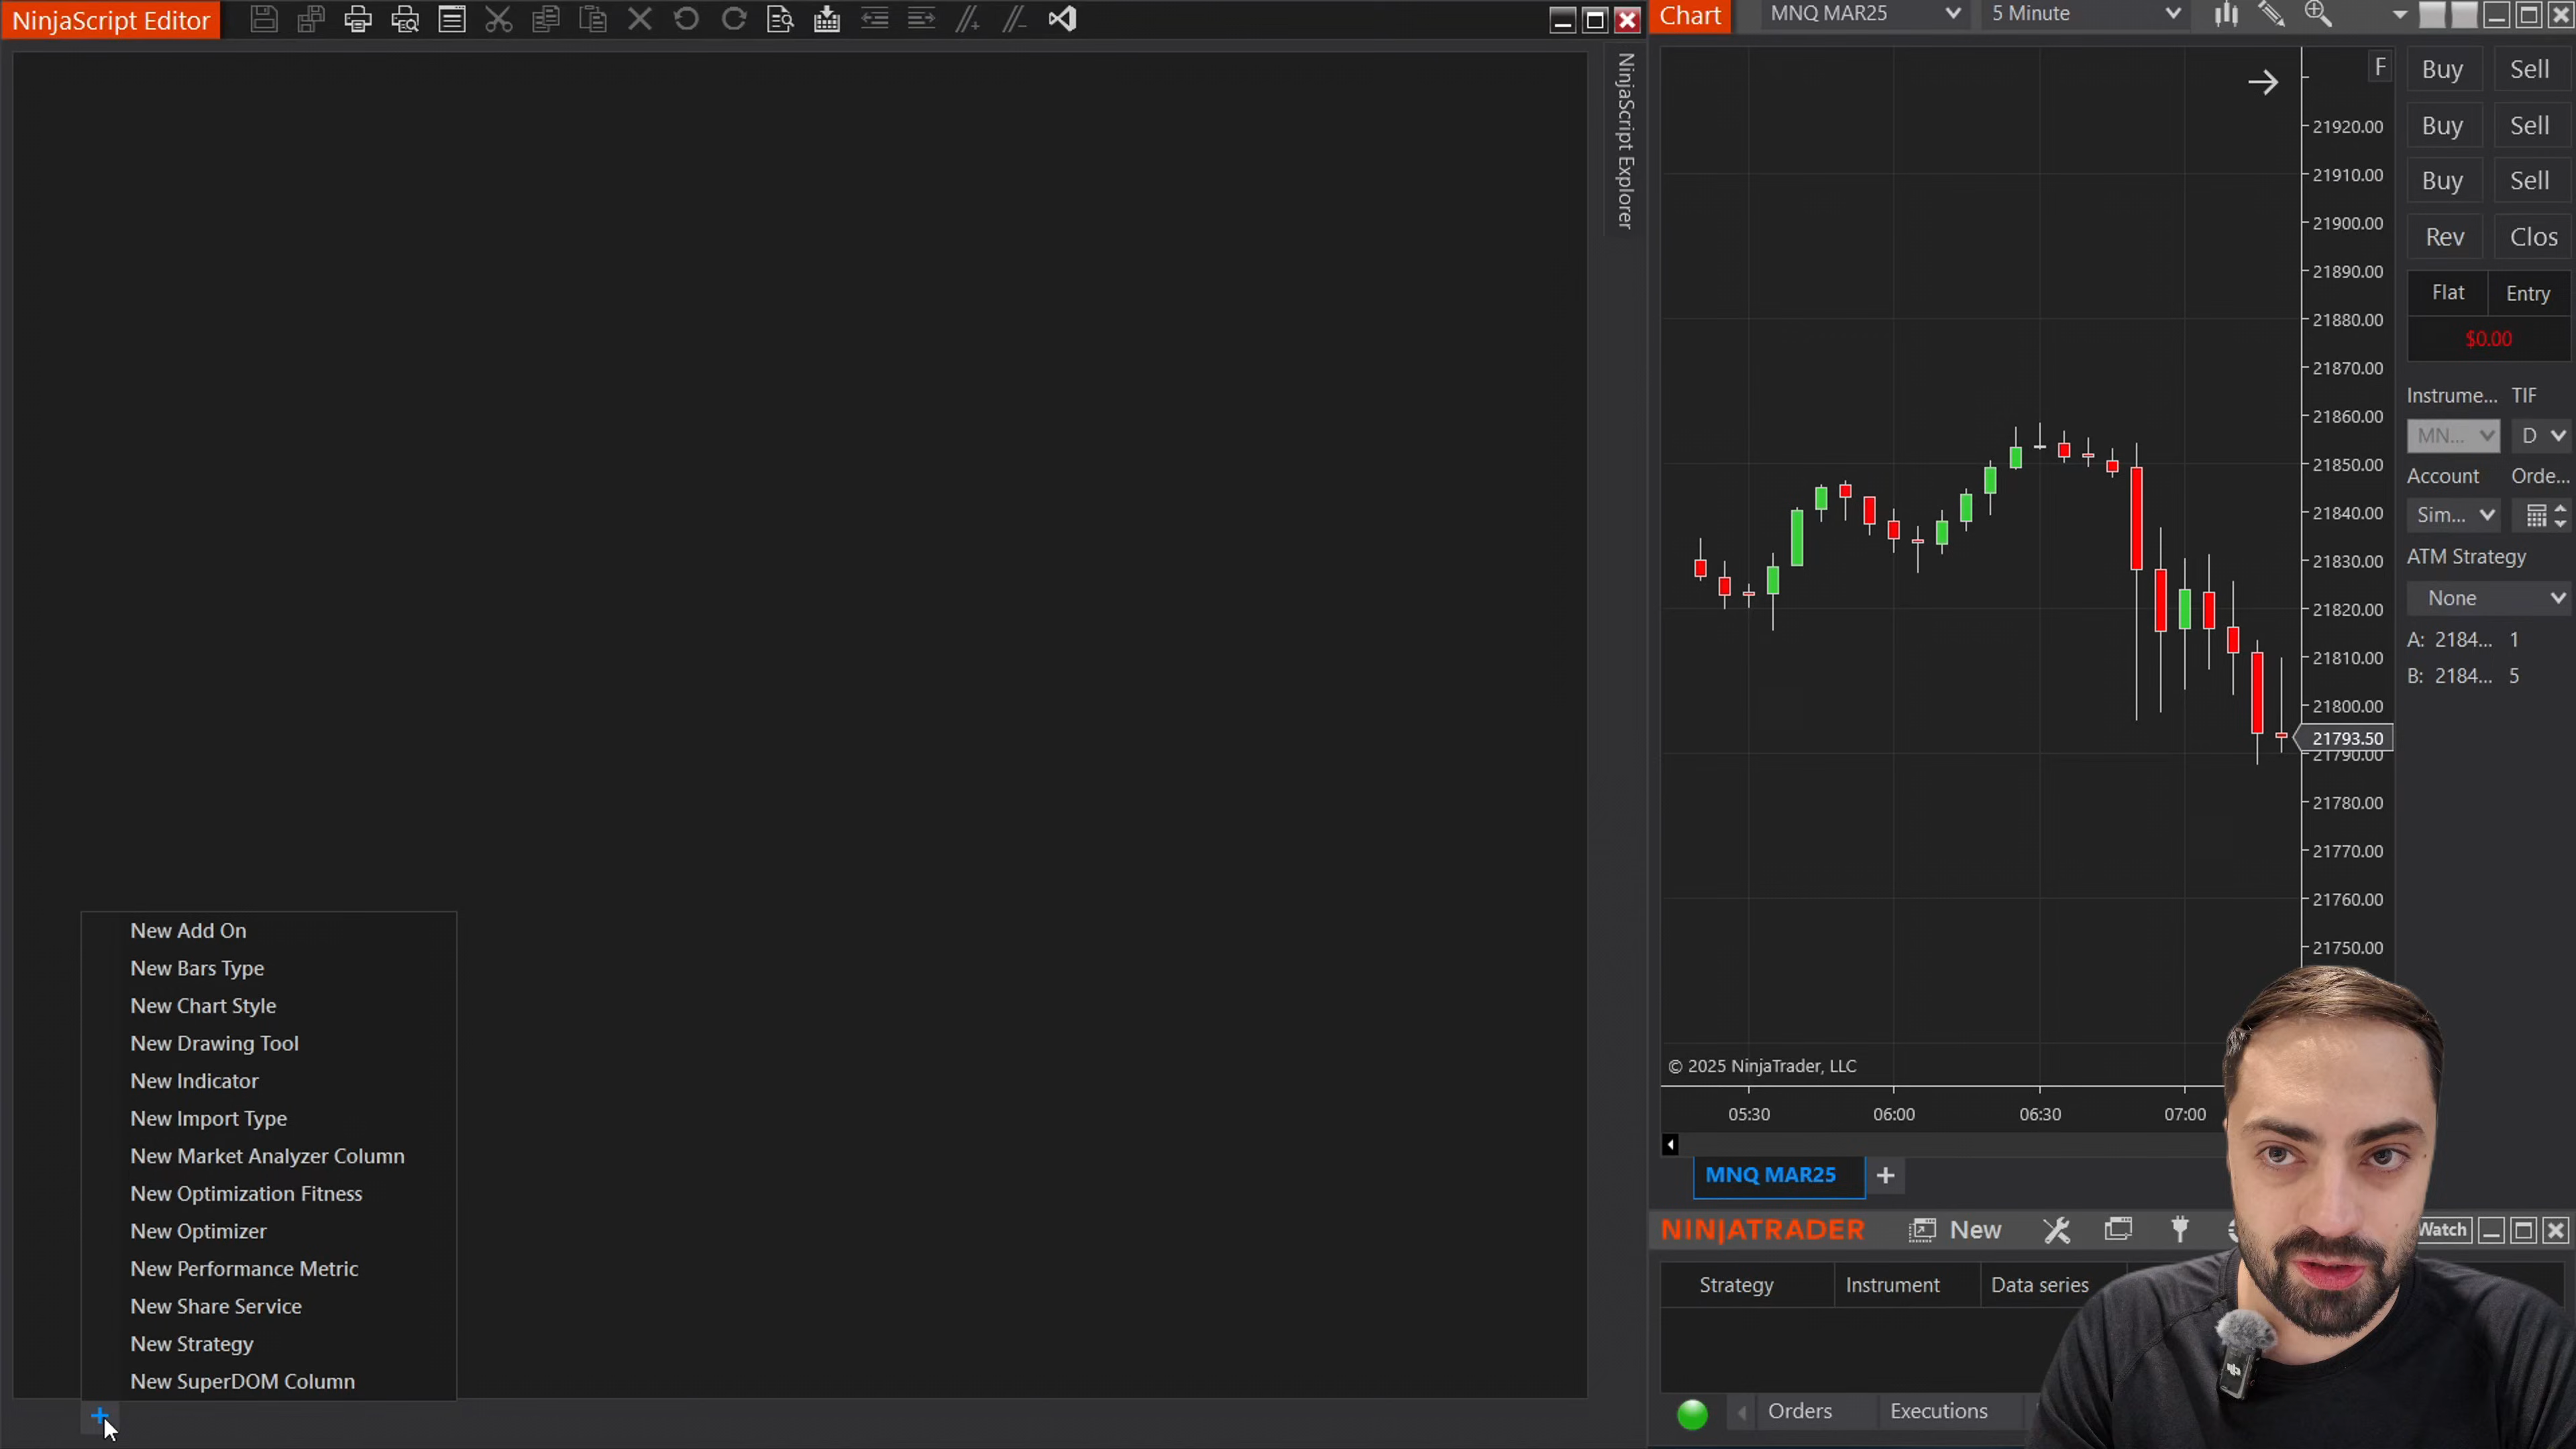 NinjaScript Editor
NinjaScript Explorer
New Add On
New Bars Type
New Chart Style
New Drawing Tool
New Indicator
New Import Type
New Market Analyzer Column
New Optimization Fitness
New Optimizer
New Performance Metric
New Share Service
New Strategy
New SuperDOM Column
Chart
MNQ MAR25
5 Minute
F
21920.00
21910.00
21900.00
21890.00
21880.00
21870.00
21860.00
21850.00
21840.00
21830.00
21820.00
21810.00
21800.00
21793.50
21790.00
21780.00
21770.00
21760.00
21750.00
© 2025 NinjaTrader, LLC
05:30 06:00 06:30 07:00
MNQ MAR25
Buy Sell
Buy Sell
Buy Sell
Rev Clos
Flat Entry
$0.00
Instrume... TIF
MN... D
Account Orde...
Sim...
ATM Strategy
None
A: 2184... 1
B: 2184... 5
NINJATRADER New
Watch
Strategy Instrument Data series
Orders Executions